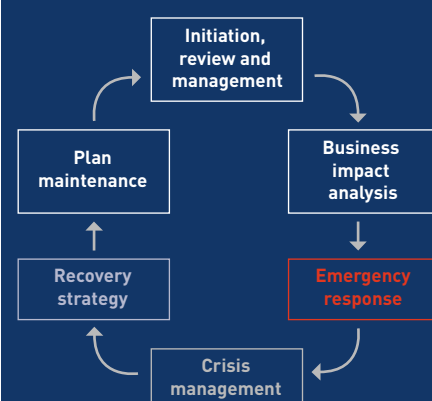 Initiation,
review and
management
Business
impact
analysis
Emergency
response
Crisis
management
Recovery
strategy
Plan
maintenance